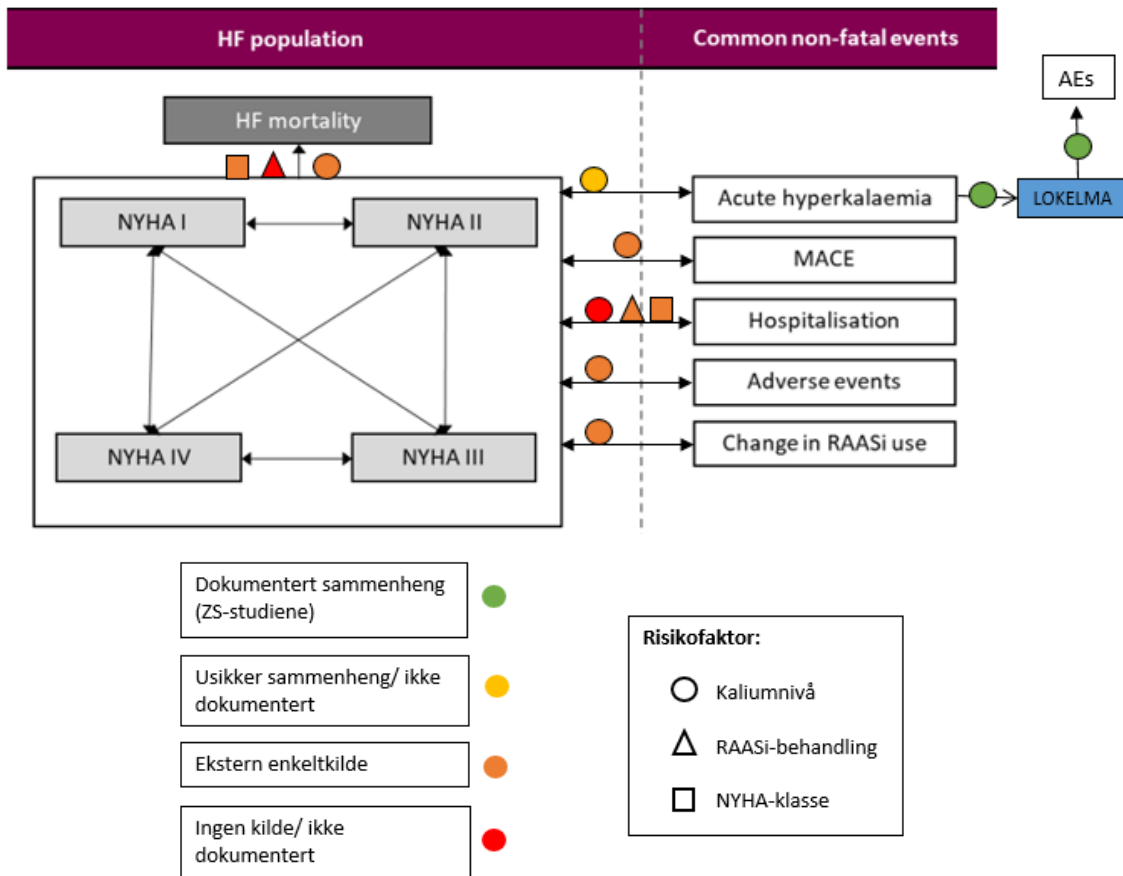 HF population
Common non-fatal events
AEs
HF mortality
NYHA I
NYHA II
Acute hyperkalaemia
LOKELMA
MACE
Hospitalisation
Adverse events
NYHA IV
NYHA III
Change in RAASi use
Dokumentert sammenheng
(ZS-studiene)
Usikker sammenheng/ ikke
dokumentert
Ekstern enkeltkilde
Ingen kilde/ ikke
dokumentert
Risikofaktor:
Kaliumnivå
RAASi-behandling
NYHA-klasse